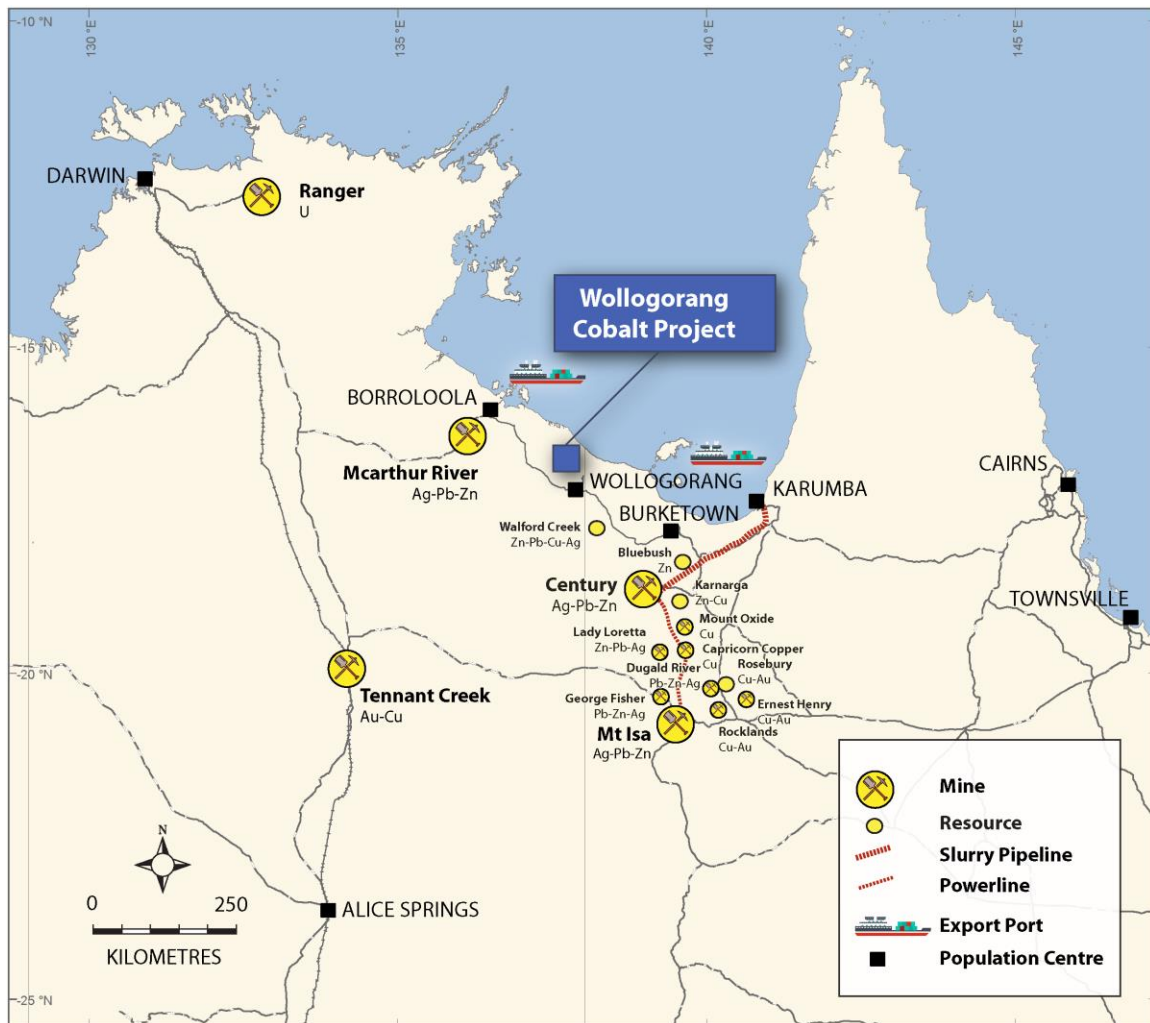 -10 °N
130 °E
135 °E
140 °E
145 °E
DARWIN
Ranger
U
Wollogorang
Cobalt Project
-15 °N
BORROLOOLA
Mcarthur River
Ag-Pb-Zn
WOLLOGORANG
KARUMBA
CAIRNS
BURKETOWN
Walford Creek
Zn-Pb-Cu-Ag
Bluebush
Zn
Century
Ag-Pb-Zn
Karnarga
Zn-Cu
TOWNSVILLE
Mount Oxide
Cu
Lady Loretta
Zn-Pb-Ag
Capricorn Copper
Cu
Dugald River
Pb-Zn-Ag
Rosebury
Cu-Au
-20 °N
Tennant Creek
Au-Cu
George Fisher
Pb-Zn-Ag
Ernest Henry
Cu-Au
Mt Isa
Ag-Pb-Zn
Rocklands
Cu-Au
Mine
Resource
Slurry Pipeline
Powerline
Export Port
Population Centre
N
0 250
KILOMETRES
ALICE SPRINGS
-25 °N